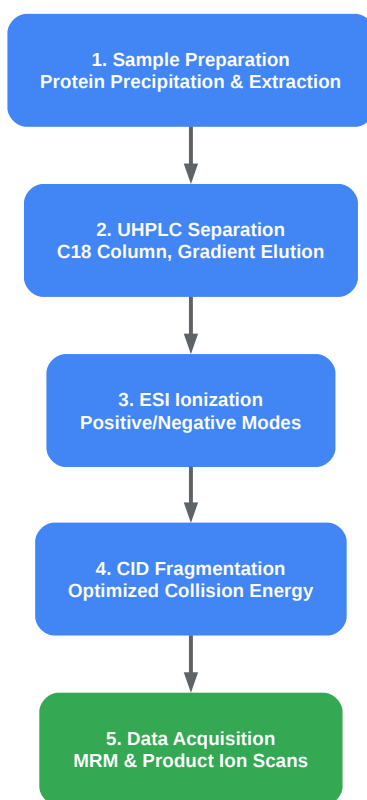 1. Sample Preparation
Protein Precipitation & Extraction
2. UHPLC Separation
C18 Column, Gradient Elution
3. ESI Ionization
Positive/Negative Modes
4. CID Fragmentation
Optimized Collision Energy
5. Data Acquisition
MRM & Product Ion Scans